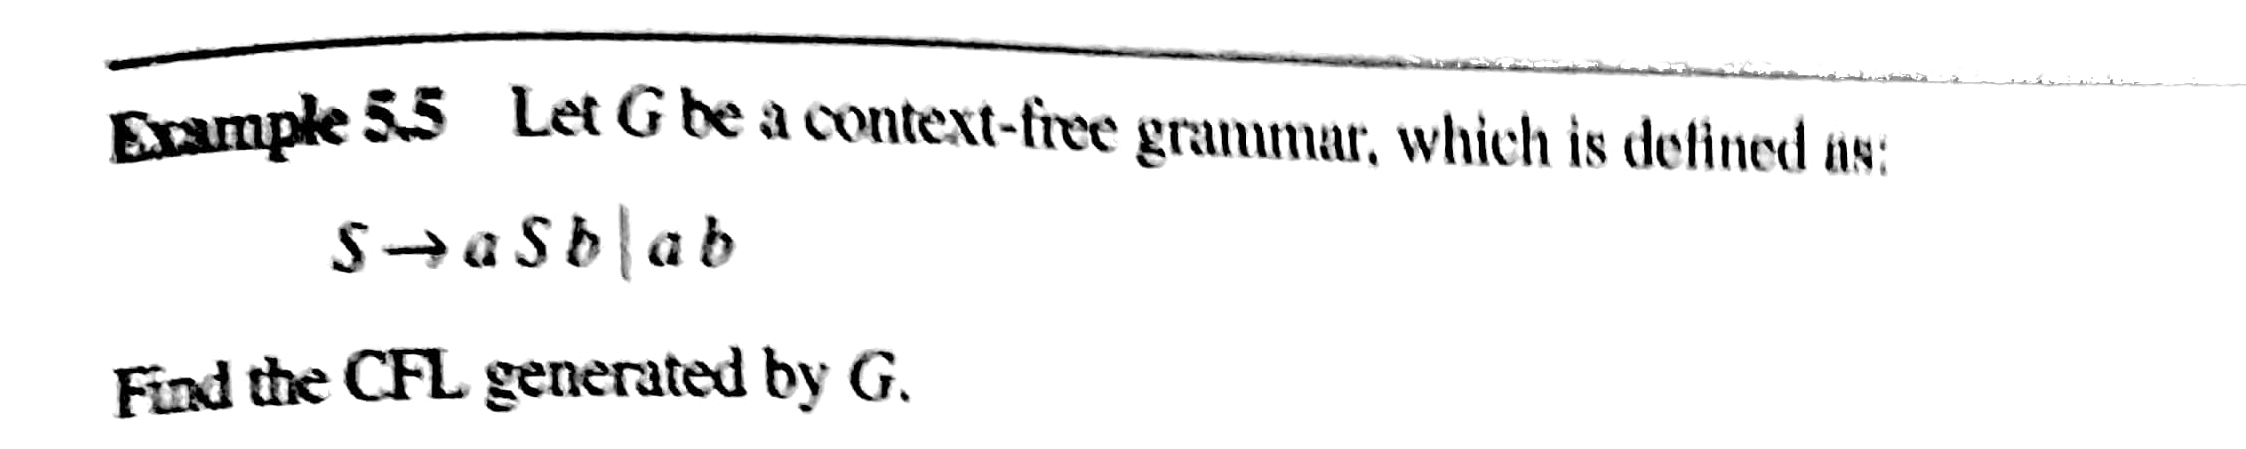 Example 5.5 Let G be a context-free grammar, which is defined as:
S → a S b | a b
Find the CFL generated by G.